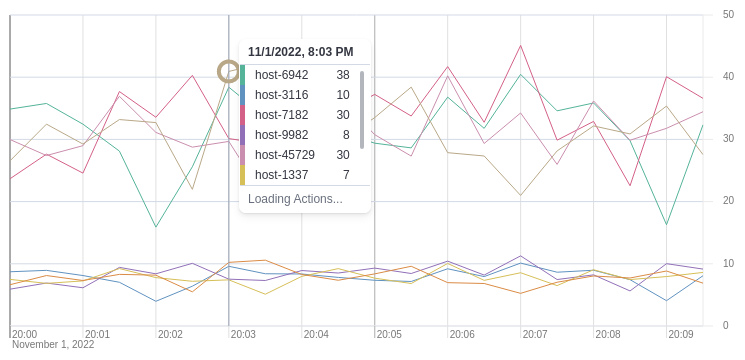 50
11/1/2022, 8:03 PM
host-6942 38
host-3116 10
host-7182 30
host-9982 8
host-45729 30
host-1337 7
Loading Actions...
40
30
20
10
0
20:00 20:01 20:02 20:03 20:04 20:05 20:06 20:07 20:08 20:09
November 1, 2022